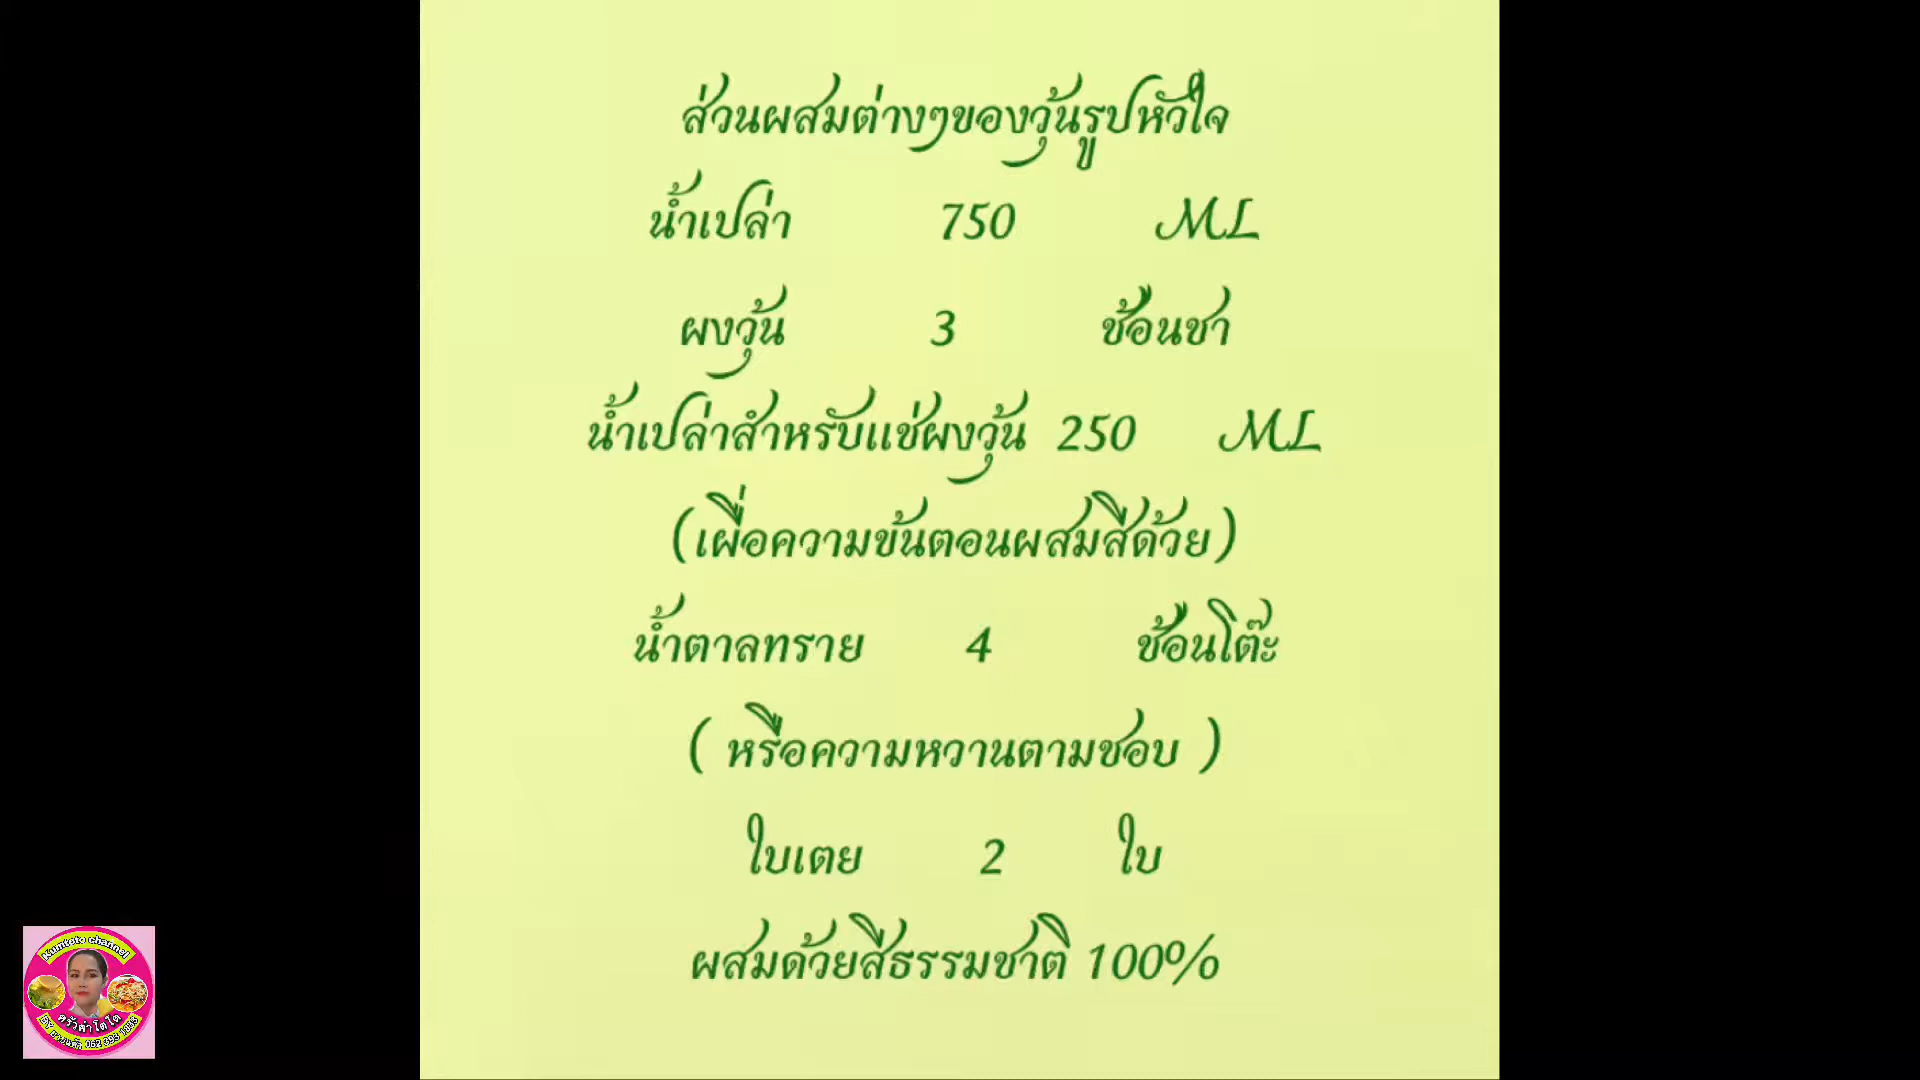 ส่วนผสมต่างๆของวุ้นรูปหัวใจ
น้ำเปล่า 750 ML
ผงวุ้น 3 ช้อนชา
น้ำเปล่าสำหรับแช่ผงวุ้น 250 ML
(เผื่อความข้นตอนผสมสีด้วย)
น้ำตาลทราย 4 ช้อนโต๊ะ
( หรือความหวานตามชอบ )
ใบเตย 2 ใบ
ผสมด้วยสีธรรมชาติ 100%
channel